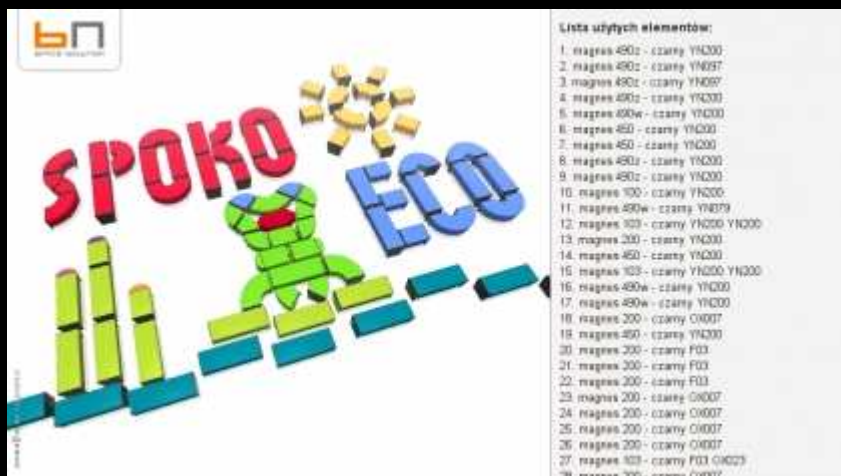 bn
OFFICE SOLUTION
SPOKO
ECO
Lista użytych elementów:
1. magnes 490z - czarny YN200
2. magnes 490z - czarny YN097
3. magnes 490z - czarny YN097
4. magnes 490z - czarny YN200
5. magnes 490w - czarny YN200
6. magnes 450 - czarny YN200
7. magnes 450 - czarny YN200
8. magnes 490z - czarny YN200
9. magnes 490z - czarny YN200
10. magnes 100 - czarny YN200
11. magnes 490w - czarny YN079
12. magnes 103 - czarny YN200 YN200
13. magnes 200 - czarny YN200
14. magnes 450 - czarny YN200
15. magnes 103 - czarny YN200 YN200
16. magnes 490w - czarny YN200
17. magnes 490w - czarny YN200
18. magnes 200 - czarny OX007
19. magnes 450 - czarny YN200
20. magnes 200 - czarny F03
21. magnes 200 - czarny F03
22. magnes 200 - czarny F03
23. magnes 200 - czarny OX007
24. magnes 200 - czarny OX007
25. magnes 200 - czarny OX007
26. magnes 200 - czarny OX007
27. magnes 103 - czarny F03 OX023
28. magnes 200 - czarny OX007